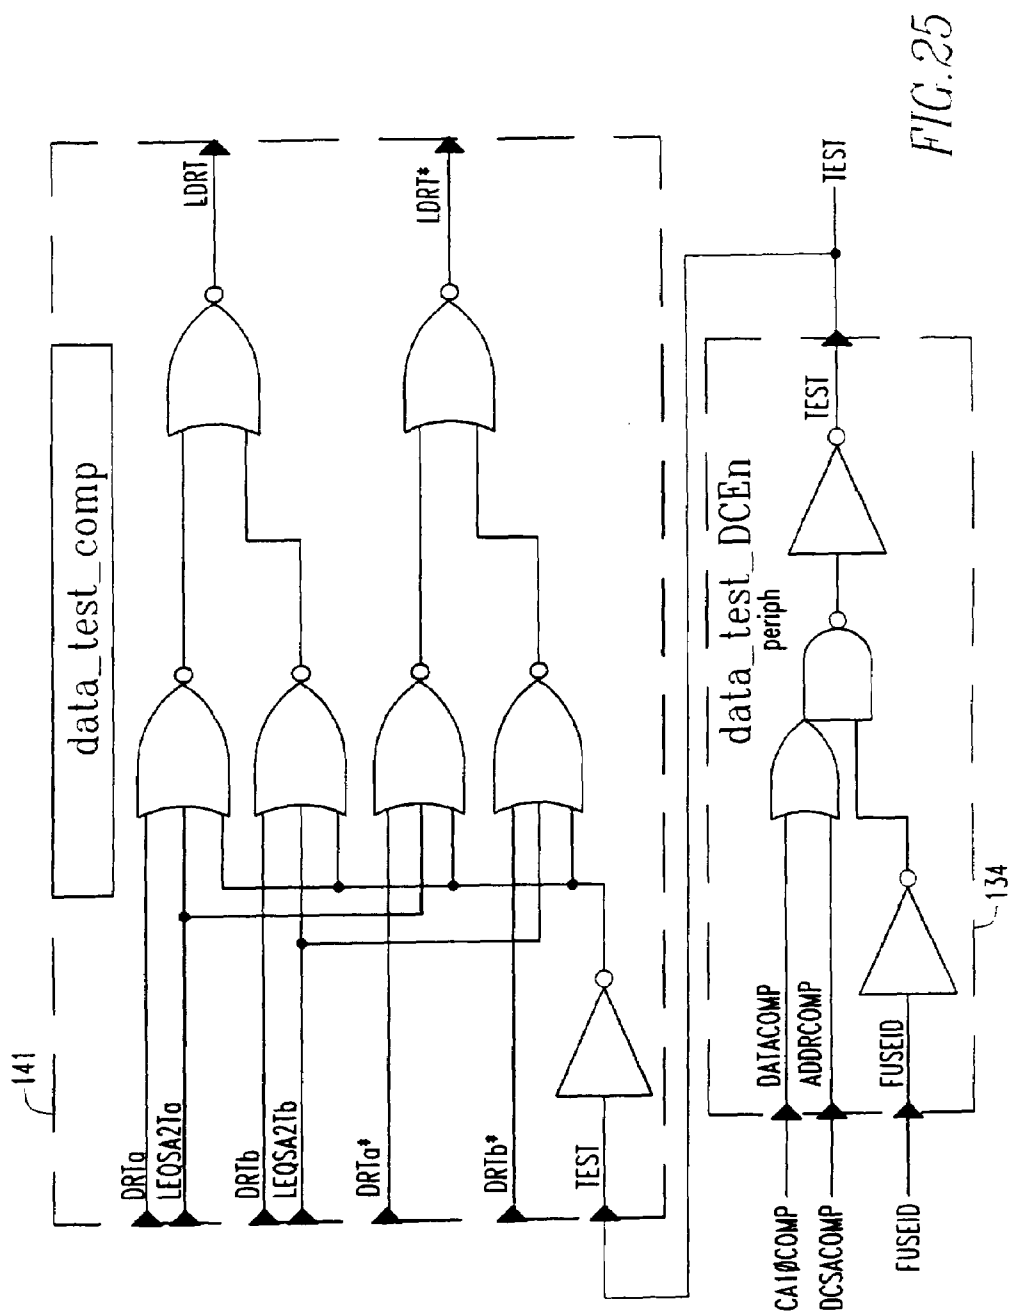 141
data_test_comp
DRTa
LEQSA2Ta
DRTb
LEQSA2Tb
DRTa*
DRTb*
TEST
LDRT
LDRT*
data_test_DCEn
periph
CA10COMP
DATACOMP
DCSACOMP
ADDRCOMP
FUSEID
FUSEID
TEST
TEST
134
FIG.25